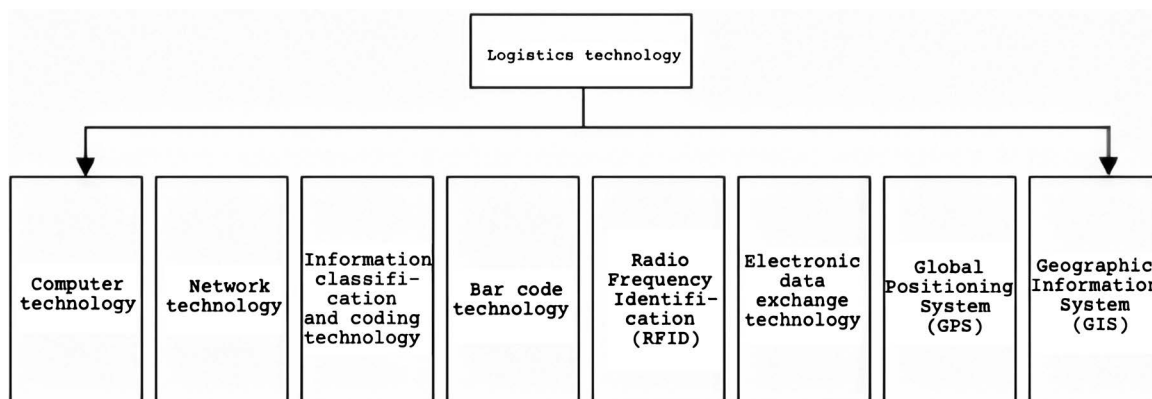 Logistics technology
Computer
technology
Network
technology
Information
classifi-
cation
and coding
technology
Bar code
technology
Radio
Frequency
Identifi-
cation
(RFID)
Electronic
data
exchange
technology
Global
Positioning
System
(GPS)
Geographic
Information
System
(GIS)